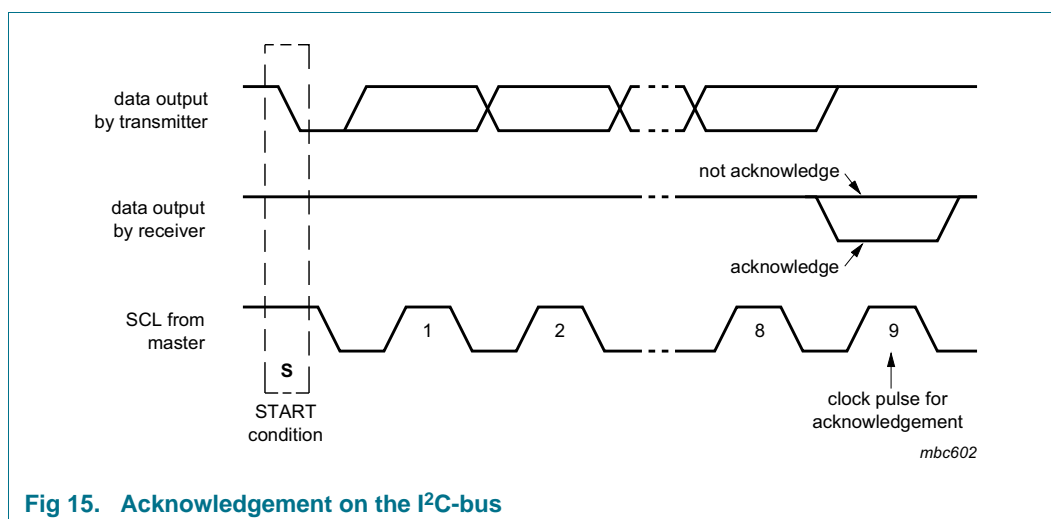 data output
by transmitter
not acknowledge
data output
by receiver
acknowledge
SCL from
master
1
2
8
9
S
START
condition
clock pulse for
acknowledgement
mbc602
Fig 15. Acknowledgement on the I²C-bus